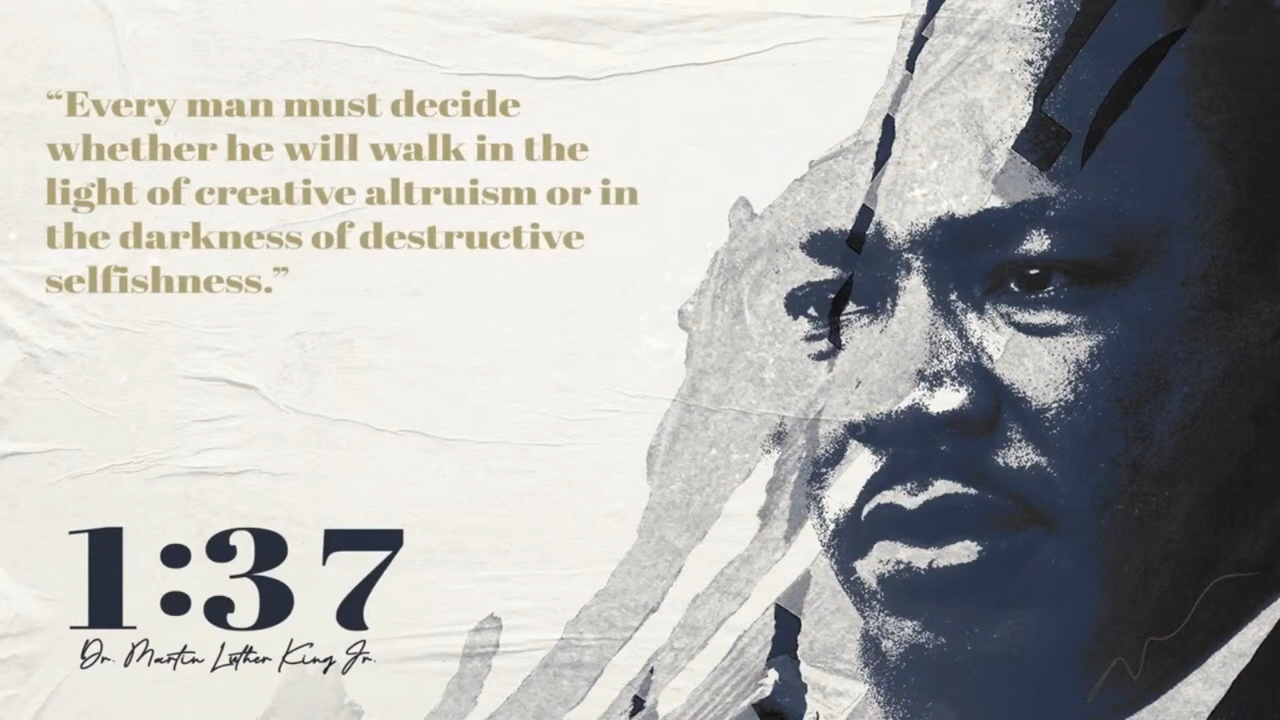 “Every man must decide
whether he will walk in the
light of creative altruism or in
the darkness of destructive
selfishness.”
1:37
Dr. Martin Luther King Jr.